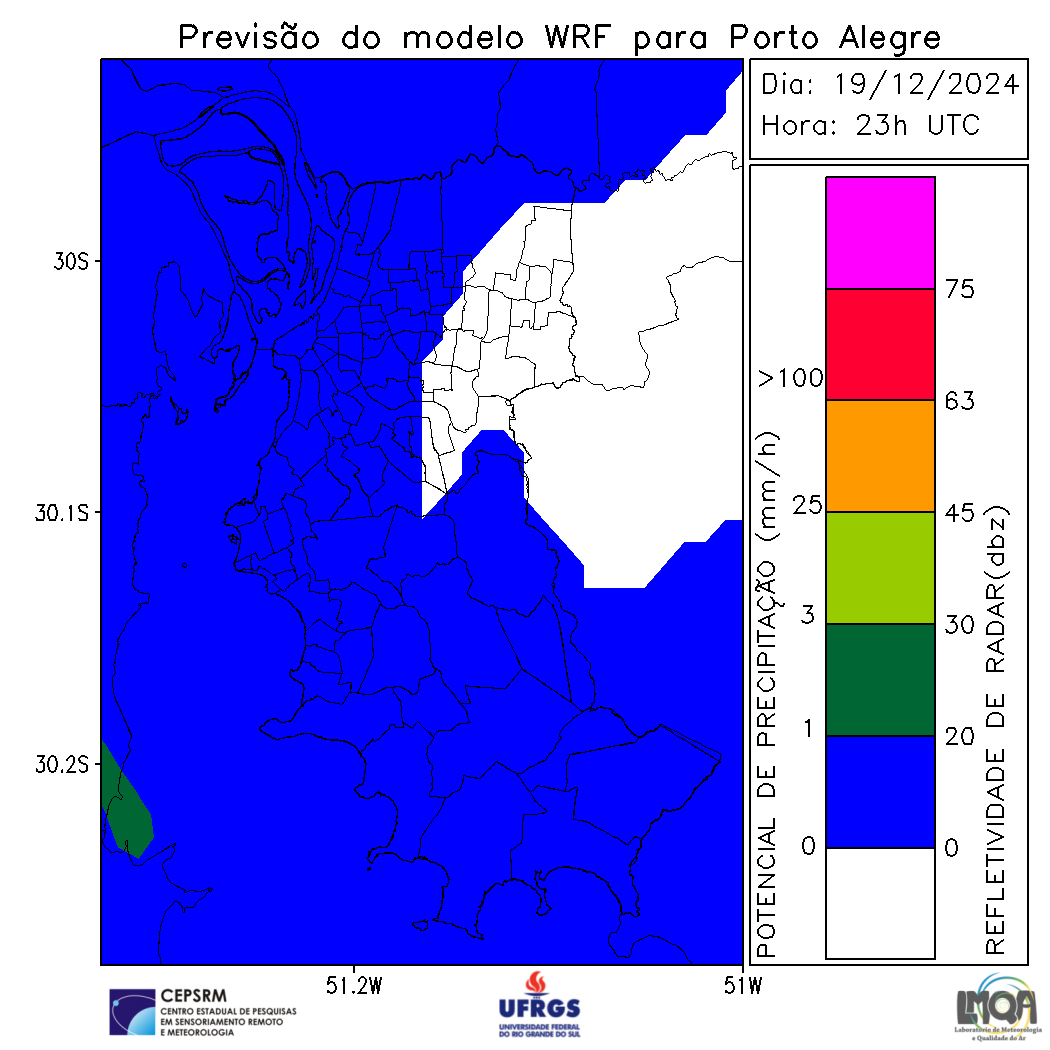 Previsão do modelo WRF para Porto Alegre
Dia: 19/12/2024
Hora: 23h UTC
30S
30.1S
30.2S
51.2W
51W
POTENCIAL DE PRECIPITAÇÃO (mm/h)
>100
25
3
1
0
75
63
45
30
20
0
REFLETIVIDADE DE RADAR(dbz)
CEPSRM
CENTRO ESTADUAL DE PESQUISAS
EM SENSORIAMENTO REMOTO
E METEOROLOGIA
UFRGS
UNIVERSIDADE FEDERAL
DO RIO GRANDE DO SUL
LMQA
Laboratório de Meteorologia
e Qualidade do Ar